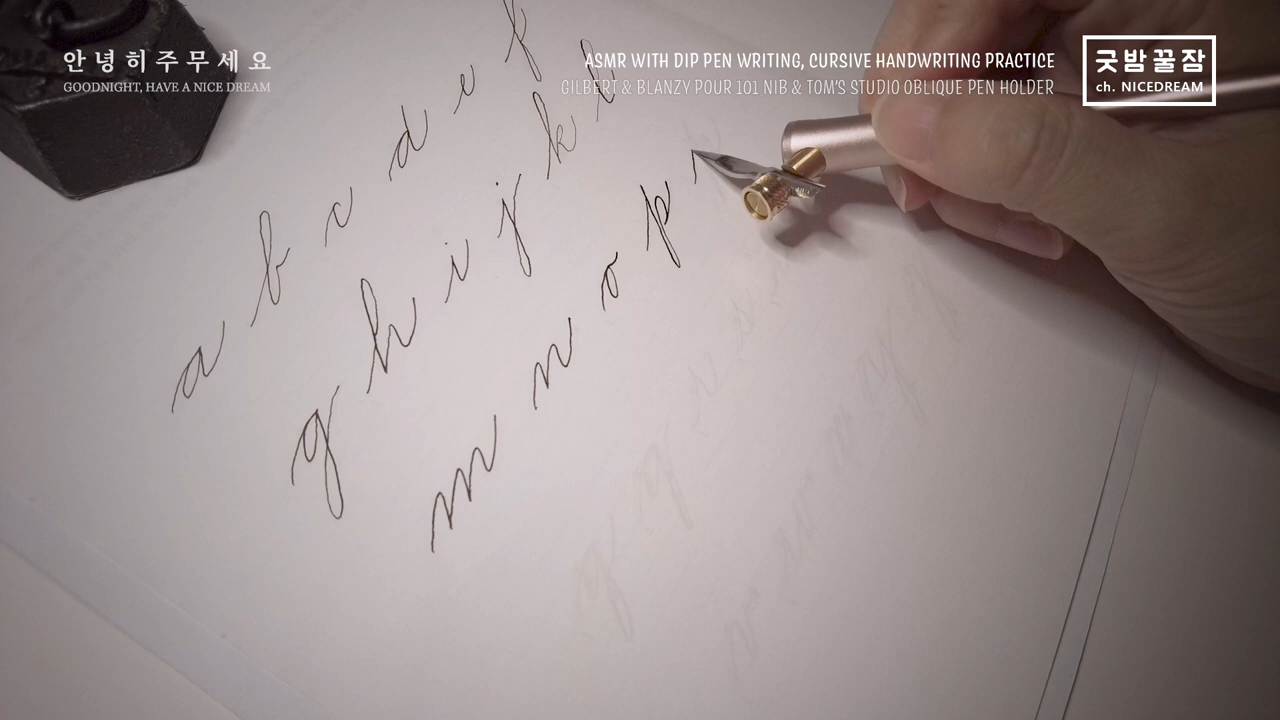 안녕히주무세요
GOODNIGHT, HAVE A NICE DREAM
ASMR WITH DIP PEN WRITING, CURSIVE HANDWRITING PRACTICE
GILBERT & BLANZY POUR 101 NIB & TOM'S STUDIO OBLIQUE PEN HOLDER
굿밤꿀잠
ch. NICEDREAM
a b c d e f
g h i j k l
m n o p